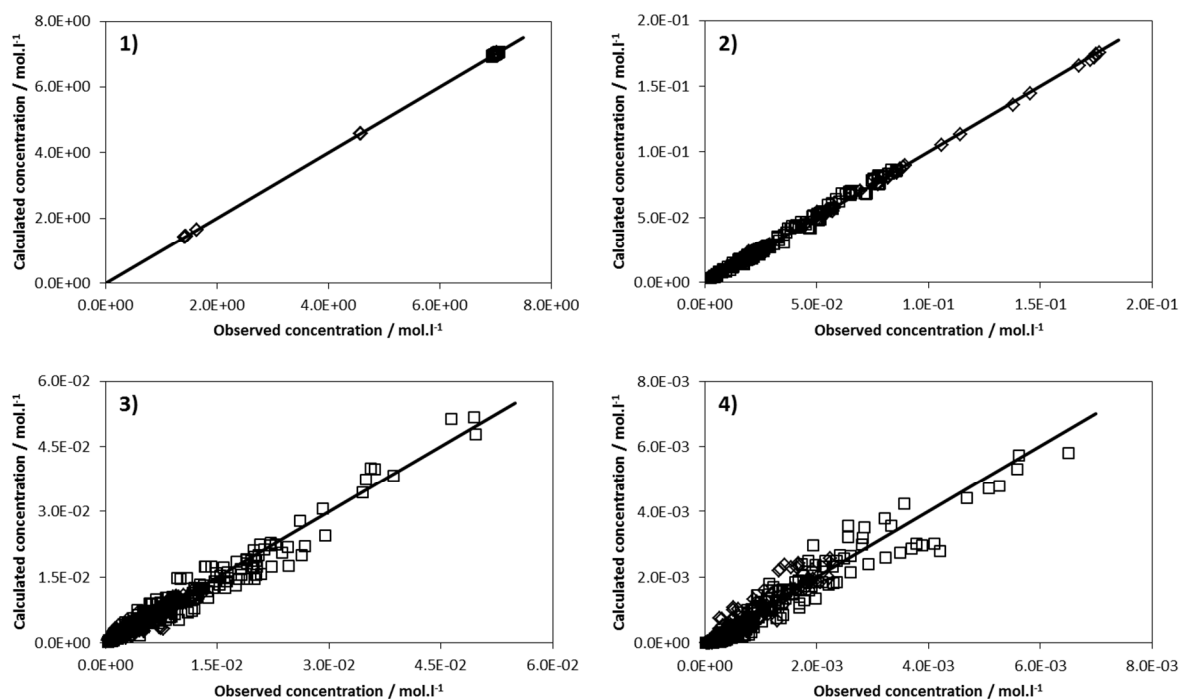 1)
Calculated concentration / mol.l-1
8.0E+00
6.0E+00
4.0E+00
2.0E+00
0.0E+00
0.0E+00 2.0E+00 4.0E+00 6.0E+00 8.0E+00
Observed concentration / mol.l-1
2)
Calculated concentration / mol.l-1
2.0E-01
1.5E-01
1.0E-01
5.0E-02
0.0E+00
0.0E+00 5.0E-02 1.0E-01 1.5E-01 2.0E-01
Observed concentration / mol.l-1
3)
Calculated concentration / mol.l-1
6.0E-02
4.5E-02
3.0E-02
1.5E-02
0.0E+00
0.0E+00 1.5E-02 3.0E-02 4.5E-02 6.0E-02
Observed concentration / mol.l-1
4)
Calculated concentration / mol.l-1
8.0E-03
6.0E-03
4.0E-03
2.0E-03
0.0E+00
0.0E+00 2.0E-03 4.0E-03 6.0E-03 8.0E-03
Observed concentration / mol.l-1